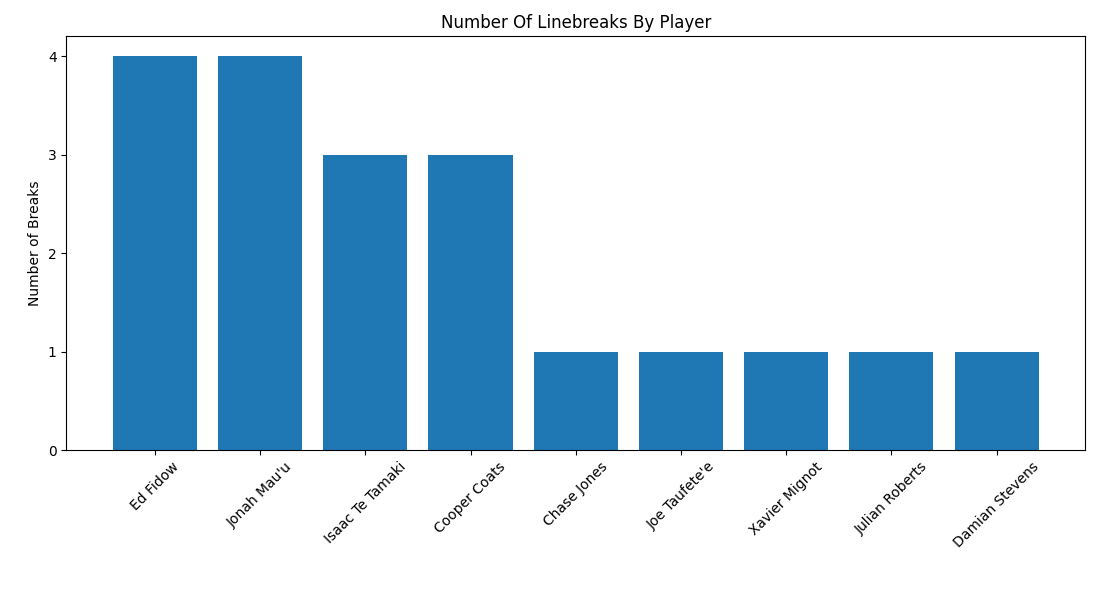 Number Of Linebreaks By Player
Number of Breaks
4
3
2
1
0
Ed Fidow
Jonah Mau'u
Isaac Te Tamaki
Cooper Coats
Chase Jones
Joe Taufete'e
Xavier Mignot
Julian Roberts
Damian Stevens